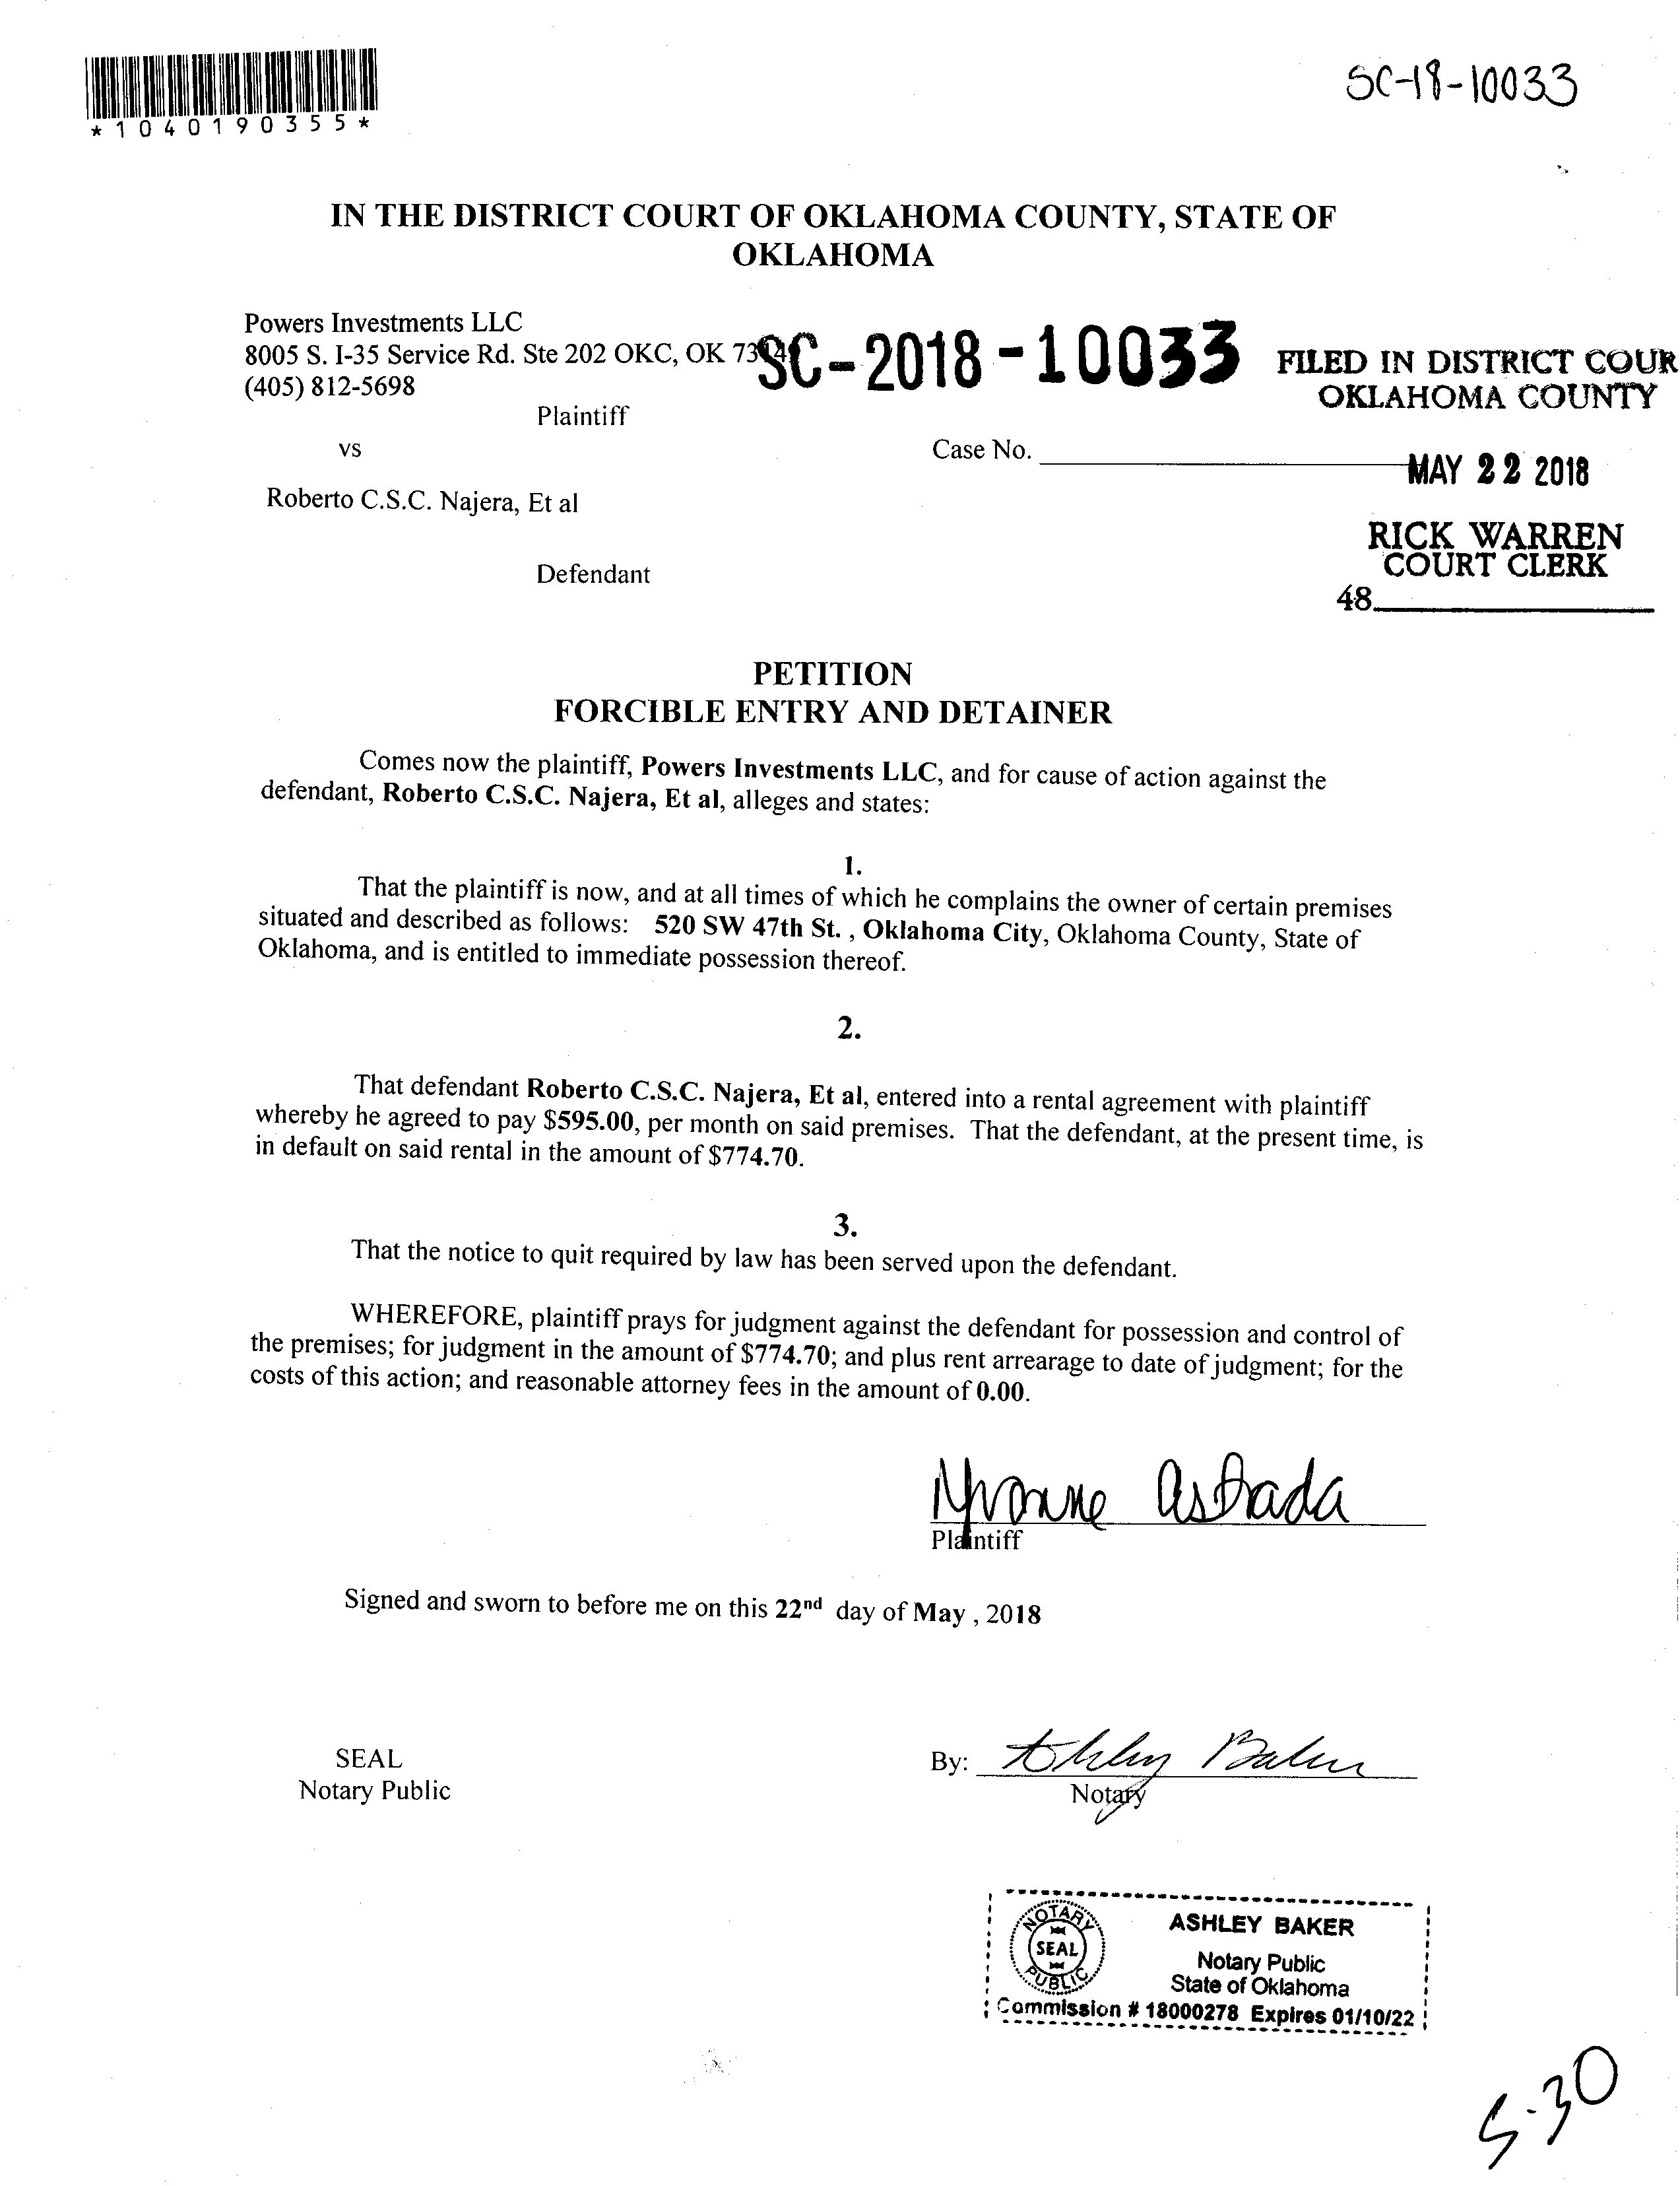 *1040190355*
SC-18-10033
IN THE DISTRICT COURT OF OKLAHOMA COUNTY, STATE OF
OKLAHOMA
Powers Investments LLC
8005 S. I-35 Service Rd. Ste 202 OKC, OK
(405) 812-5698
SC-2018-10033
FILED IN DISTRICT COUR
OKLAHOMA COUNTY
Plaintiff
vs
Case No.
MAY 22 2018
Roberto C.S.C. Najera, Et al
RICK WARREN
COURT CLERK
Defendant
48
PETITION
FORCIBLE ENTRY AND DETAINER
Comes now the plaintiff, Powers Investments LLC, and for cause of action against the
defendant, Roberto C.S.C. Najera, Et al, alleges and states:
1.
That the plaintiff is now, and at all times of which he complains the owner of certain premises
situated and described as follows: 520 SW 47th St. , Oklahoma City, Oklahoma County, State of
Oklahoma, and is entitled to immediate possession thereof.
2.
That defendant Roberto C.S.C. Najera, Et al, entered into a rental agreement with plaintiff
whereby he agreed to pay $595.00, per month on said premises. That the defendant, at the present time, is
in default on said rental in the amount of $774.70.
3.
That the notice to quit required by law has been served upon the defendant.
WHEREFORE, plaintiff prays for judgment against the defendant for possession and control of
the premises; for judgment in the amount of $774.70; and plus rent arrearage to date of judgment; for the
costs of this action; and reasonable attorney fees in the amount of 0.00.
Yvonne Astrada
Plaintiff
Signed and sworn to before me on this 22nd day of May , 2018
SEAL
Notary Public
By: Ashley Baker
Notary
NOTARY
SEAL
PUBLIC
ASHLEY BAKER
Notary Public
State of Oklahoma
Commission # 18000278 Expires 01/10/22
5-30